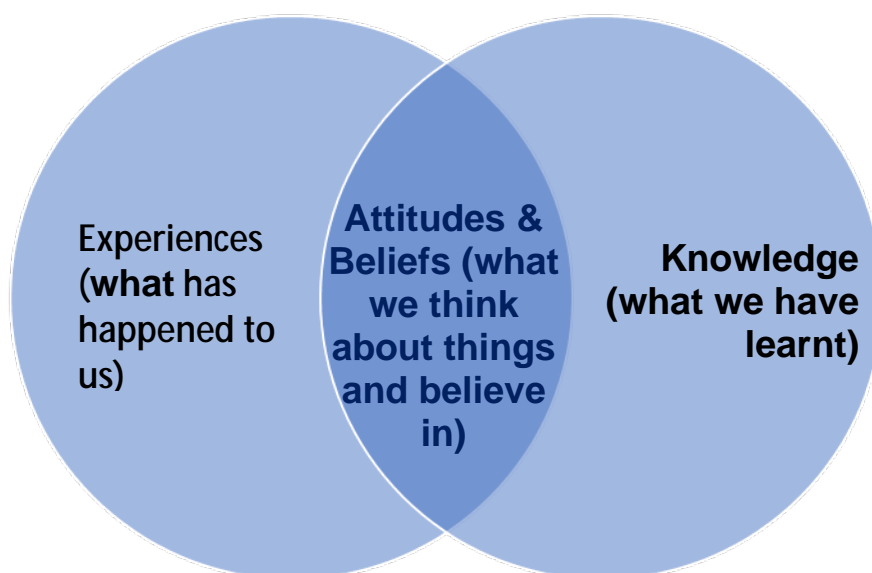 Experiences
(what has
happened to
us)
Attitudes &
Beliefs (what
we think
about things
and believe
in)
Knowledge
(what we have
learnt)